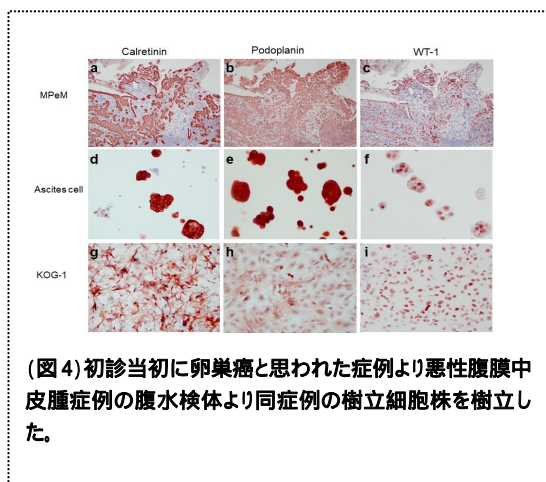 Calretinin Podoplanin WT-1
a b c
MPeM
d e f
Ascites cell
g h i
KOG-1
(図4)初診当初に卵巣癌と思われた症例より悪性腹膜中
皮腫症例の腹水検体より同症例の樹立細胞株を樹立し
た。